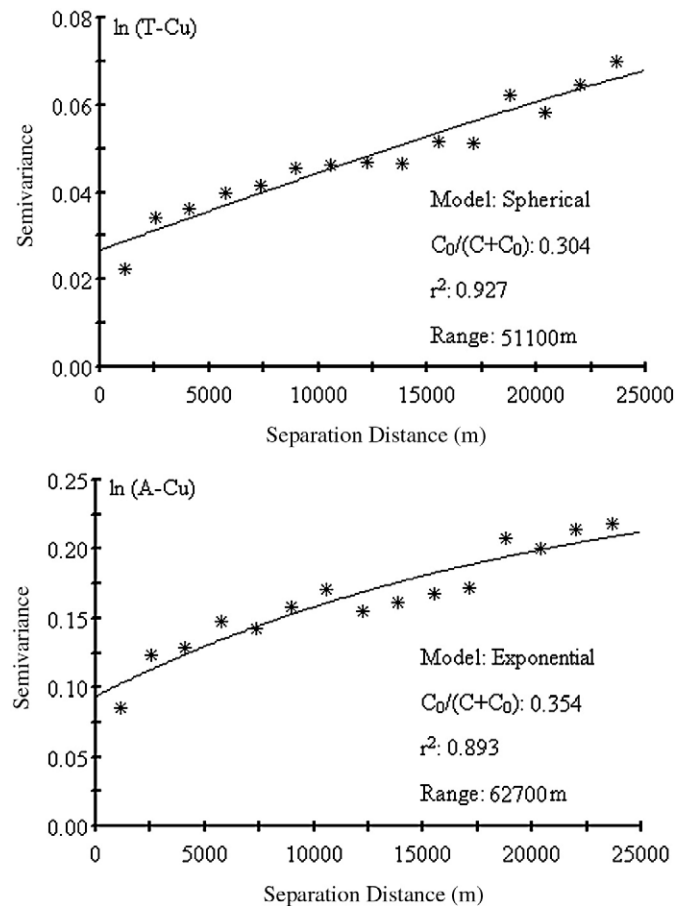 ln (T-Cu)
0.08
0.06
0.04
0.02
0.00
Semivariance
Model: Spherical
C₀/(C+C₀): 0.304
r²: 0.927
Range: 51100m
0 5000 10000 15000 20000 25000
Separation Distance (m)
ln (A-Cu)
0.25
0.20
0.15
0.10
0.05
0.00
Semivariance
Model: Exponential
C₀/(C+C₀): 0.354
r²: 0.893
Range: 62700m
0 5000 10000 15000 20000 25000
Separation Distance (m)